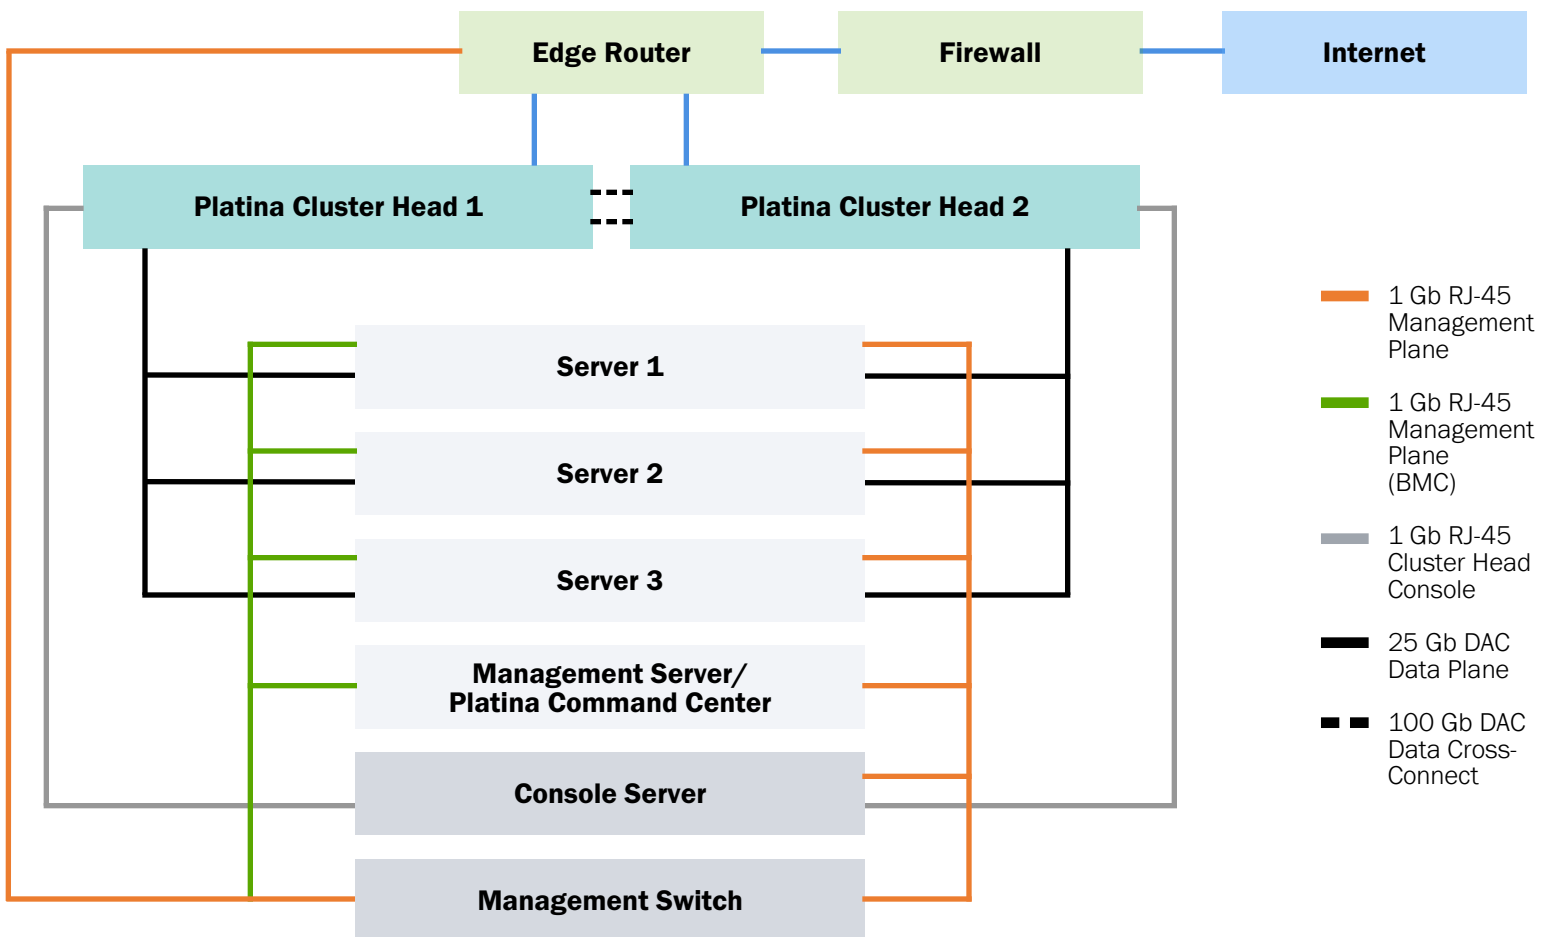 Edge Router
Firewall
Internet
Platina Cluster Head 1
Platina Cluster Head 2
Server 1
Server 2
Server 3
Management Server/
Platina Command Center
Console Server
Management Switch
1 Gb RJ-45
Management
Plane
1 Gb RJ-45
Management
Plane
(BMC)
1 Gb RJ-45
Cluster Head
Console
25 Gb DAC
Data Plane
100 Gb DAC
Data Cross-
Connect